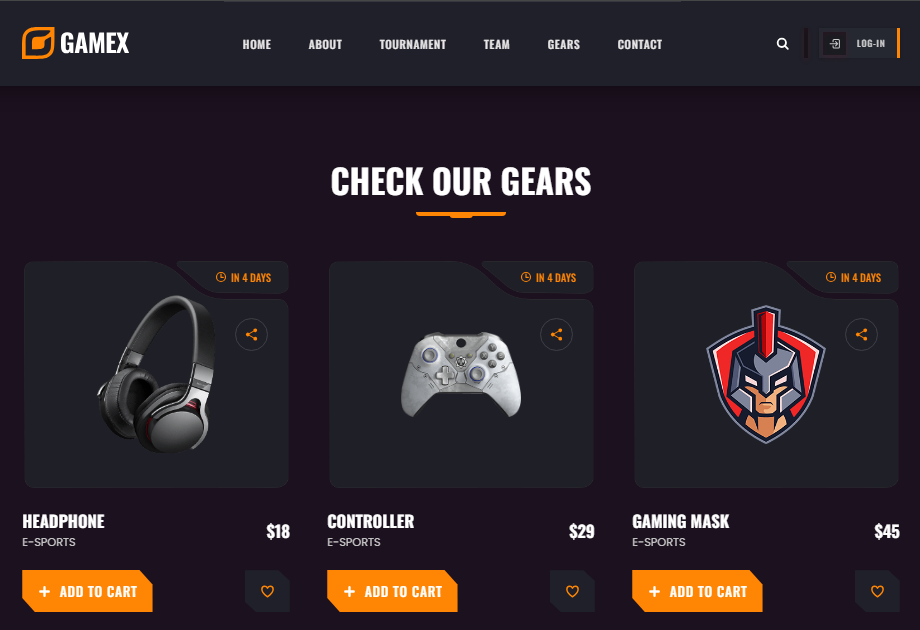 GAMEX
HOME ABOUT TOURNAMENT TEAM GEARS CONTACT
LOG-IN
CHECK OUR GEARS
IN 4 DAYS
IN 4 DAYS
IN 4 DAYS
HEADPHONE
E-SPORTS
$18
CONTROLLER
E-SPORTS
$29
GAMING MASK
E-SPORTS
$45
+ ADD TO CART
+ ADD TO CART
+ ADD TO CART